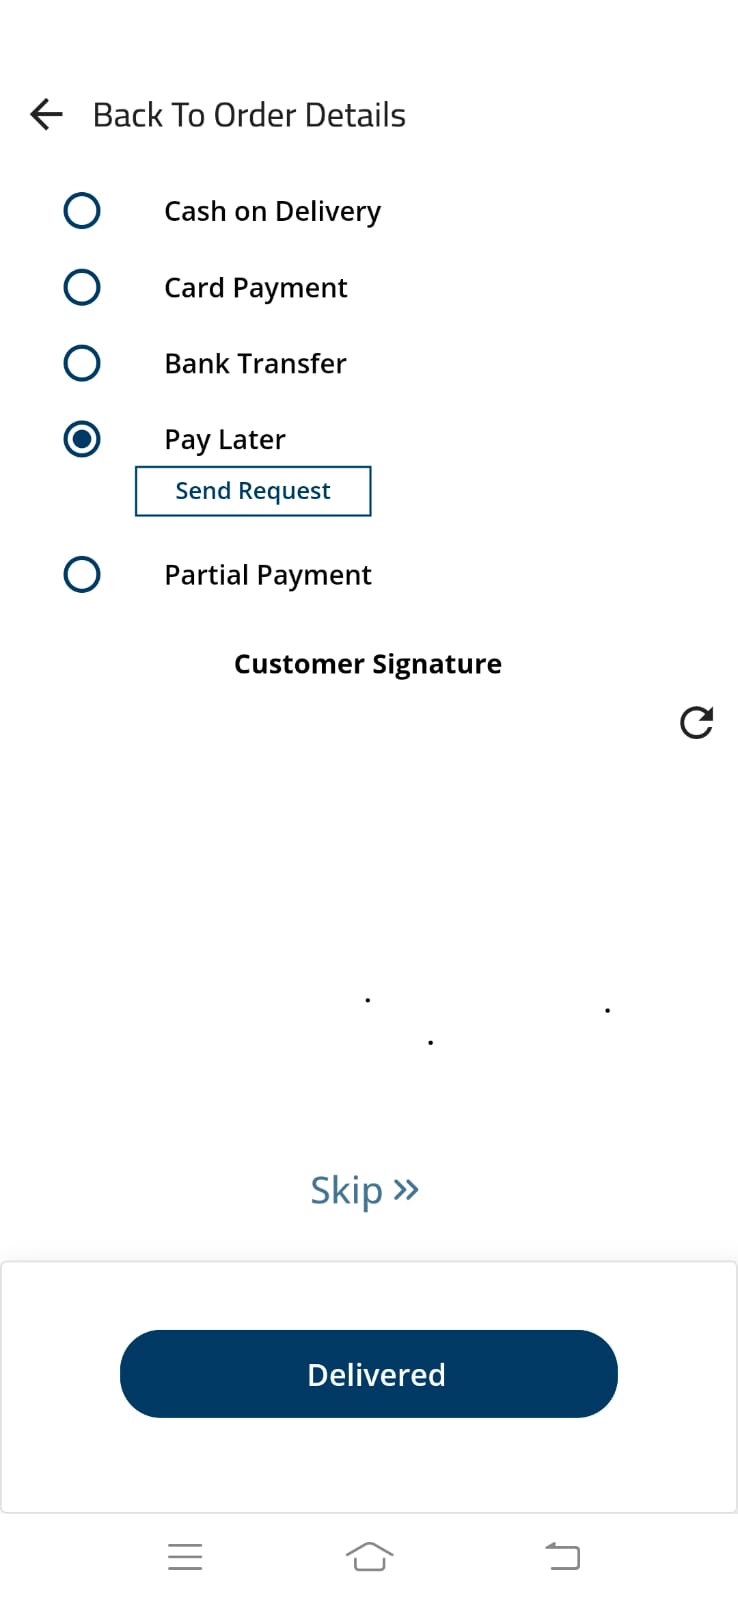 Back To Order Details
Cash on Delivery
Card Payment
Bank Transfer
Pay Later
Send Request
Partial Payment
Customer Signature
Skip
Delivered